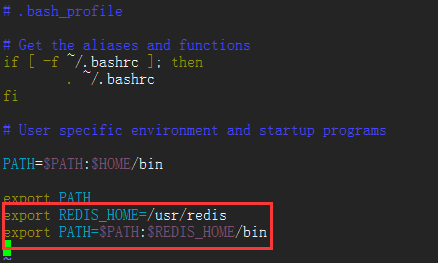 # .bash_profile
# Get the aliases and functions
if [ -f ~/.bashrc ]; then
        . ~/.bashrc
fi
# User specific environment and startup programs
PATH=$PATH:$HOME/bin
export PATH
export REDIS_HOME=/usr/redis
export PATH=$PATH:$REDIS_HOME/bin
~